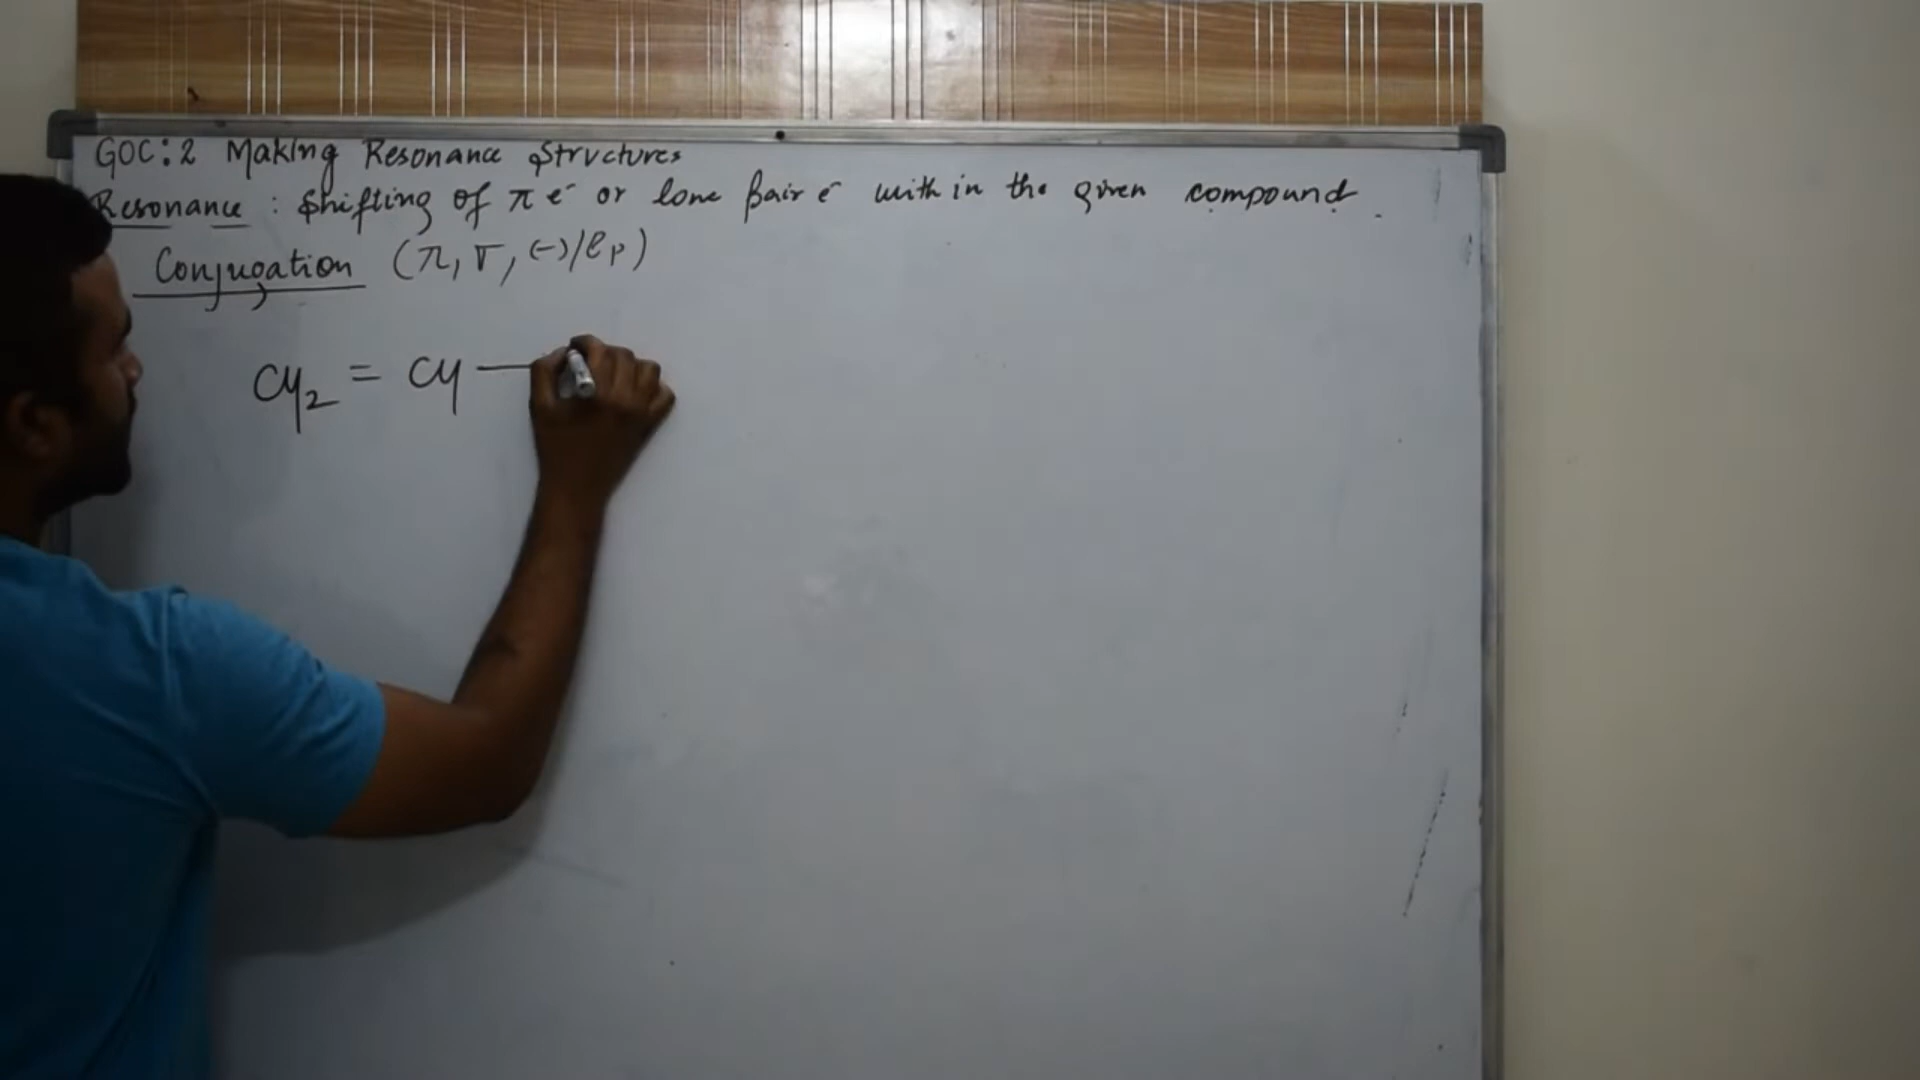 GOC: 2 Making Resonance Structures
Resonance : Shifting of π e⁻ or lone pair e⁻ with in the given compound.
Conjugation (π, σ, (-)/lp)
CH₂ = CH —